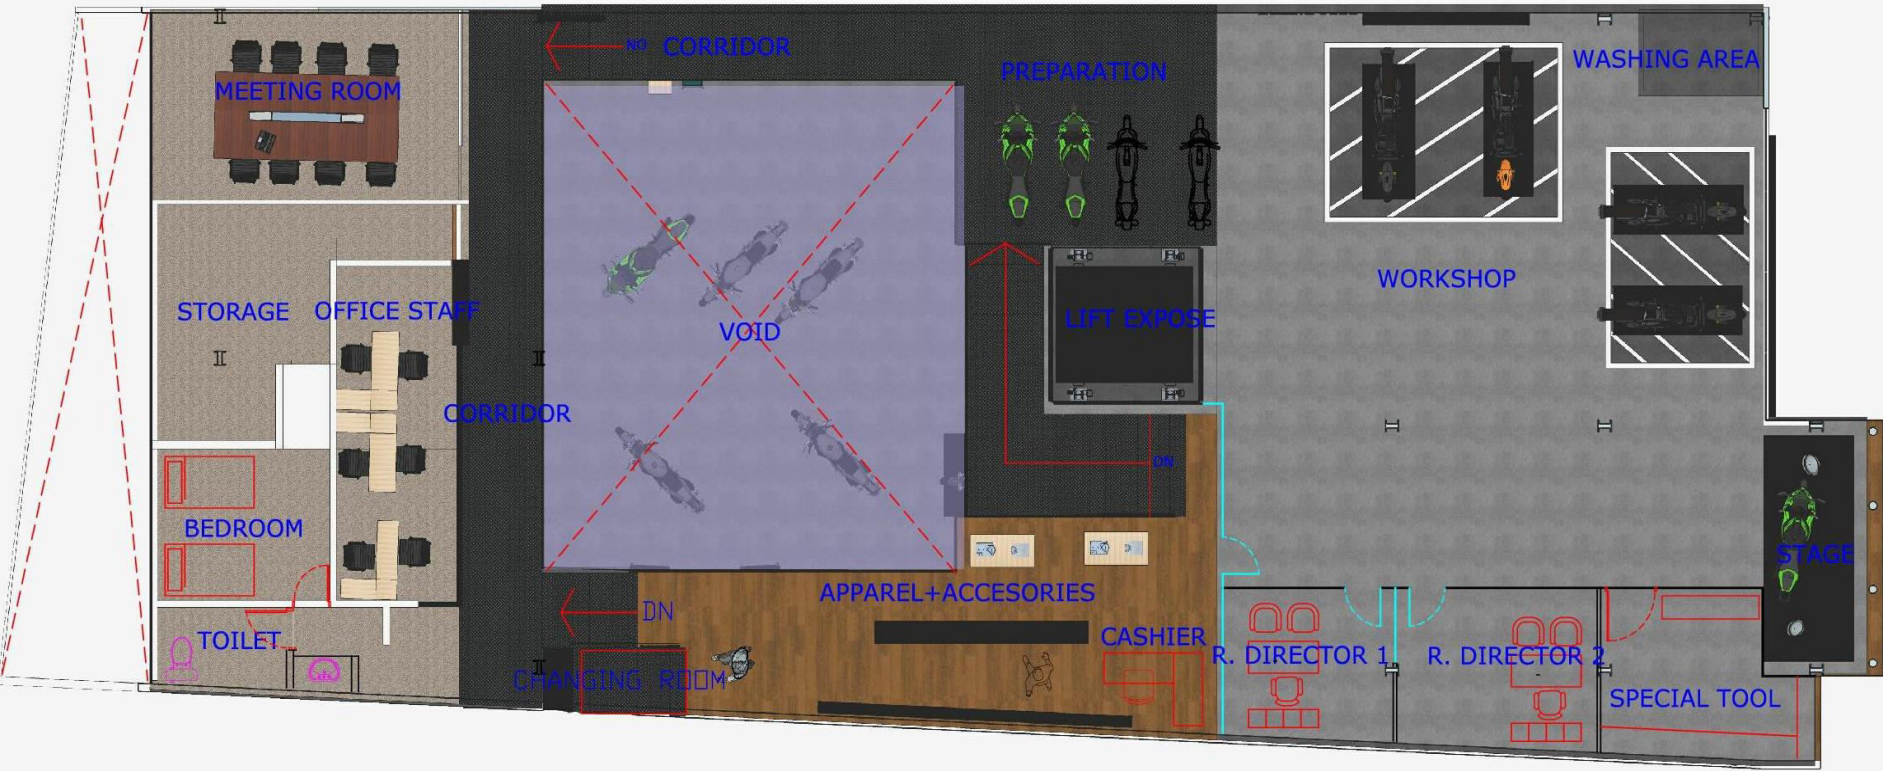 DN
CORRIDOR
PREPARATION
WASHING AREA
MEETING ROOM
WORKSHOP
STORAGE
OFFICE STAFF
LIFT EXPOSE
VOID
CORRIDOR
DN
BEDROOM
STAGE
APPAREL+ACCESORIES
DN
TOILET
CASHIER
R. DIRECTOR 1
R. DIRECTOR 2
CHANGING ROOM
SPECIAL TOOL